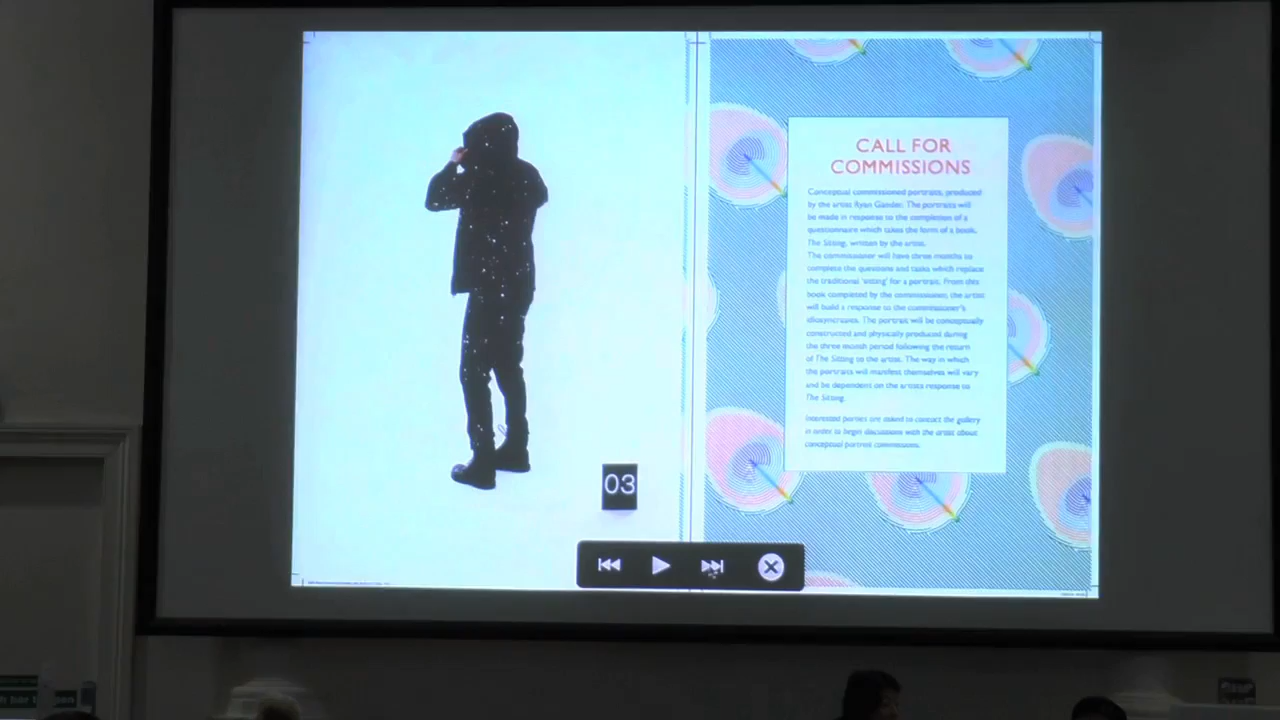 03
CALL FOR
COMMISSIONS
Conceptual commissioned portraits, produced
by the artist Ryan Gander. The portraits will
be made in response to the completion of a
questionnaire which takes the form of a book,
The Sitting, written by the artist.
The commissioner will have three months to
complete the questions and tasks which replace
the traditional 'sitting' for a portrait. From this
book completed by the commissioner, the artist
will build a response to the commissioner's
idiosyncrasies. The portrait will be conceptually
constructed and physically produced during
the three month period following the return
of The Sitting to the artist. The way in which
the portraits will manifest themselves will vary
and be dependent on the artists response to
The Sitting.
Interested parties are asked to contact the gallery
in order to begin discussions with the artist about
conceptual portrait commissions.